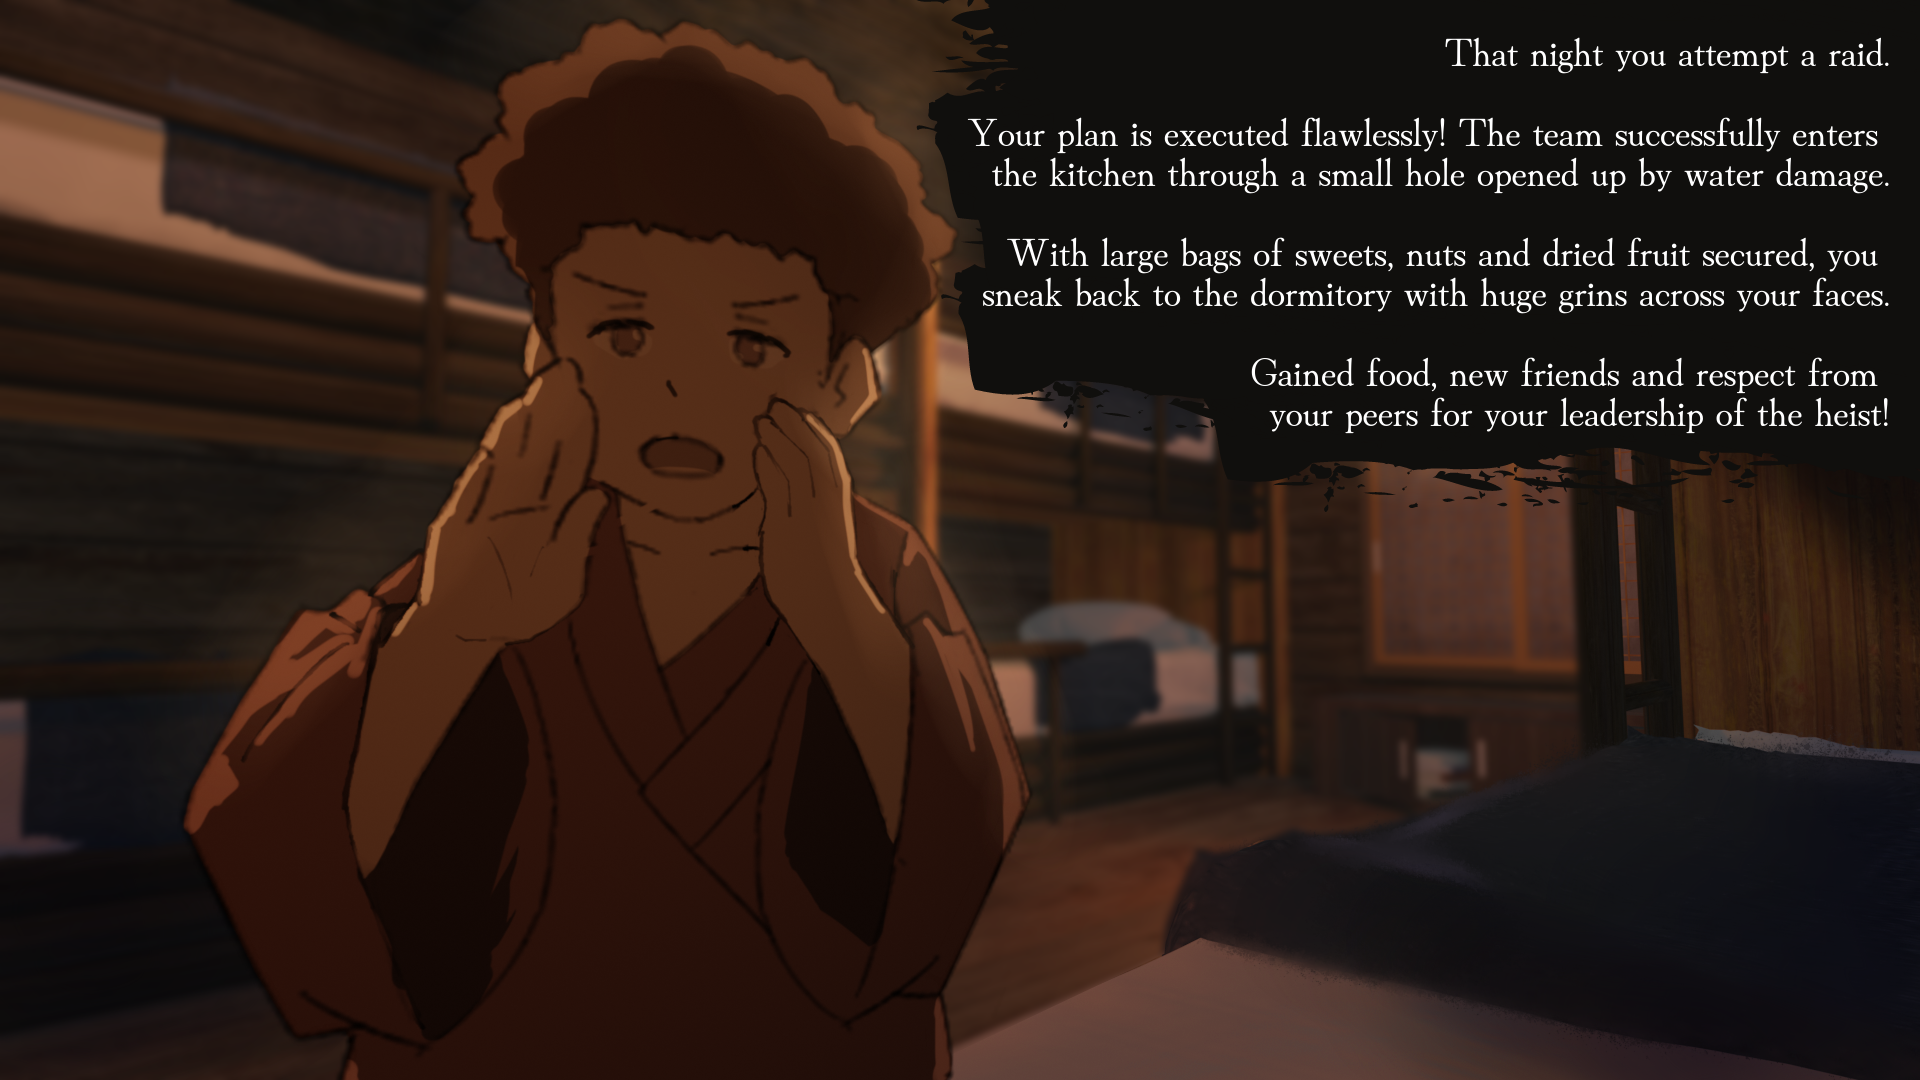 That night you attempt a raid.
Your plan is executed flawlessly! The team successfully enters
the kitchen through a small hole opened up by water damage.
With large bags of sweets, nuts and dried fruit secured, you
sneak back to the dormitory with huge grins across your faces.
Gained food, new friends and respect from
your peers for your leadership of the heist!